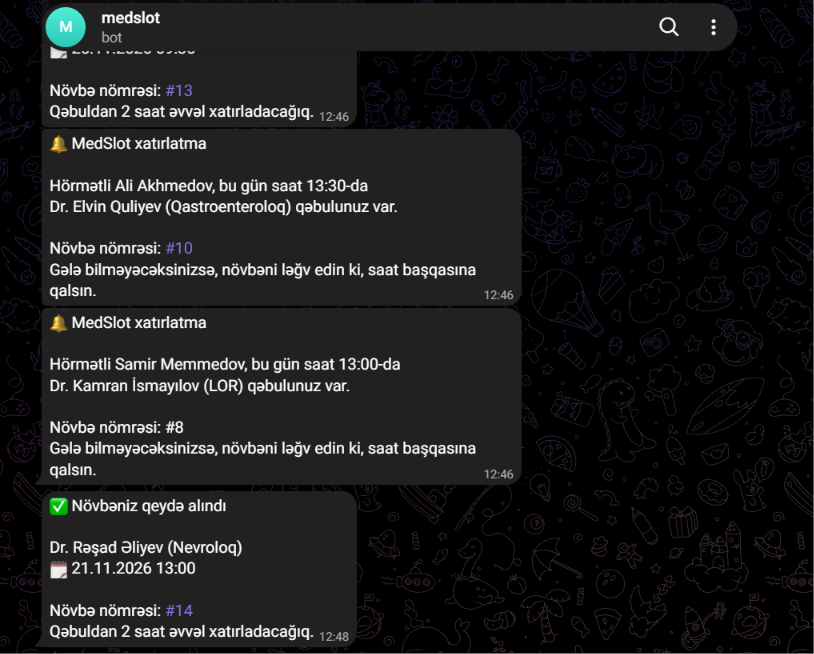 M
medslot
bot
Növbə nömrəsi: #13
Qəbuldan 2 saat əvvəl xatırladacağıq. 12:46
🔔 MedSlot xatırlatma
Hörmətli Ali Akhmedov, bu gün saat 13:30-da
Dr. Elvin Quliyev (Qastroenteroloq) qəbulunuz var.
Növbə nömrəsi: #10
Gələ bilməyəcəksinizsə, növbəni ləğv edin ki, saat başqasına
qalsın. 12:46
🔔 MedSlot xatırlatma
Hörmətli Samir Memmedov, bu gün saat 13:00-da
Dr. Kamran İsmayılov (LOR) qəbulunuz var.
Növbə nömrəsi: #8
Gələ bilməyəcəksinizsə, növbəni ləğv edin ki, saat başqasına
qalsın. 12:46
✅ Növbəniz qeydə alındı
Dr. Rəşad Əliyev (Nevroloq)
🗓 21.11.2026 13:00
Növbə nömrəsi: #14
Qəbuldan 2 saat əvvəl xatırladacağıq. 12:48